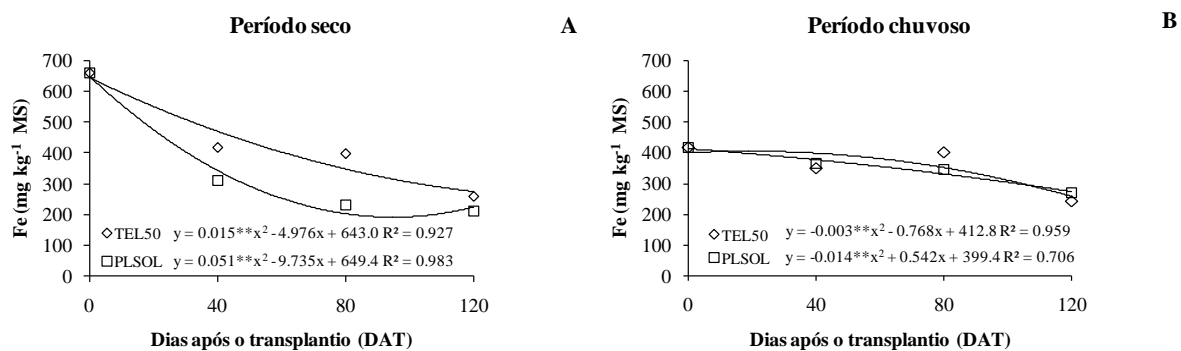 Período seco
A
Fe (mg kg-1 MS)
700
600
500
400
300
200
100
0
TEL50 y = 0.015**x² - 4.976x + 643.0 R² = 0.927
PLSOL y = 0.051**x² - 9.735x + 649.4 R² = 0.983
0 40 80 120
Dias após o transplantio (DAT)
Período chuvoso
B
Fe (mg kg-1 MS)
700
600
500
400
300
200
100
0
TEL50 y = -0.003**x² - 0.768x + 412.8 R² = 0.959
PLSOL y = -0.014**x² + 0.542x + 399.4 R² = 0.706
0 40 80 120
Dias após o transplantio (DAT)